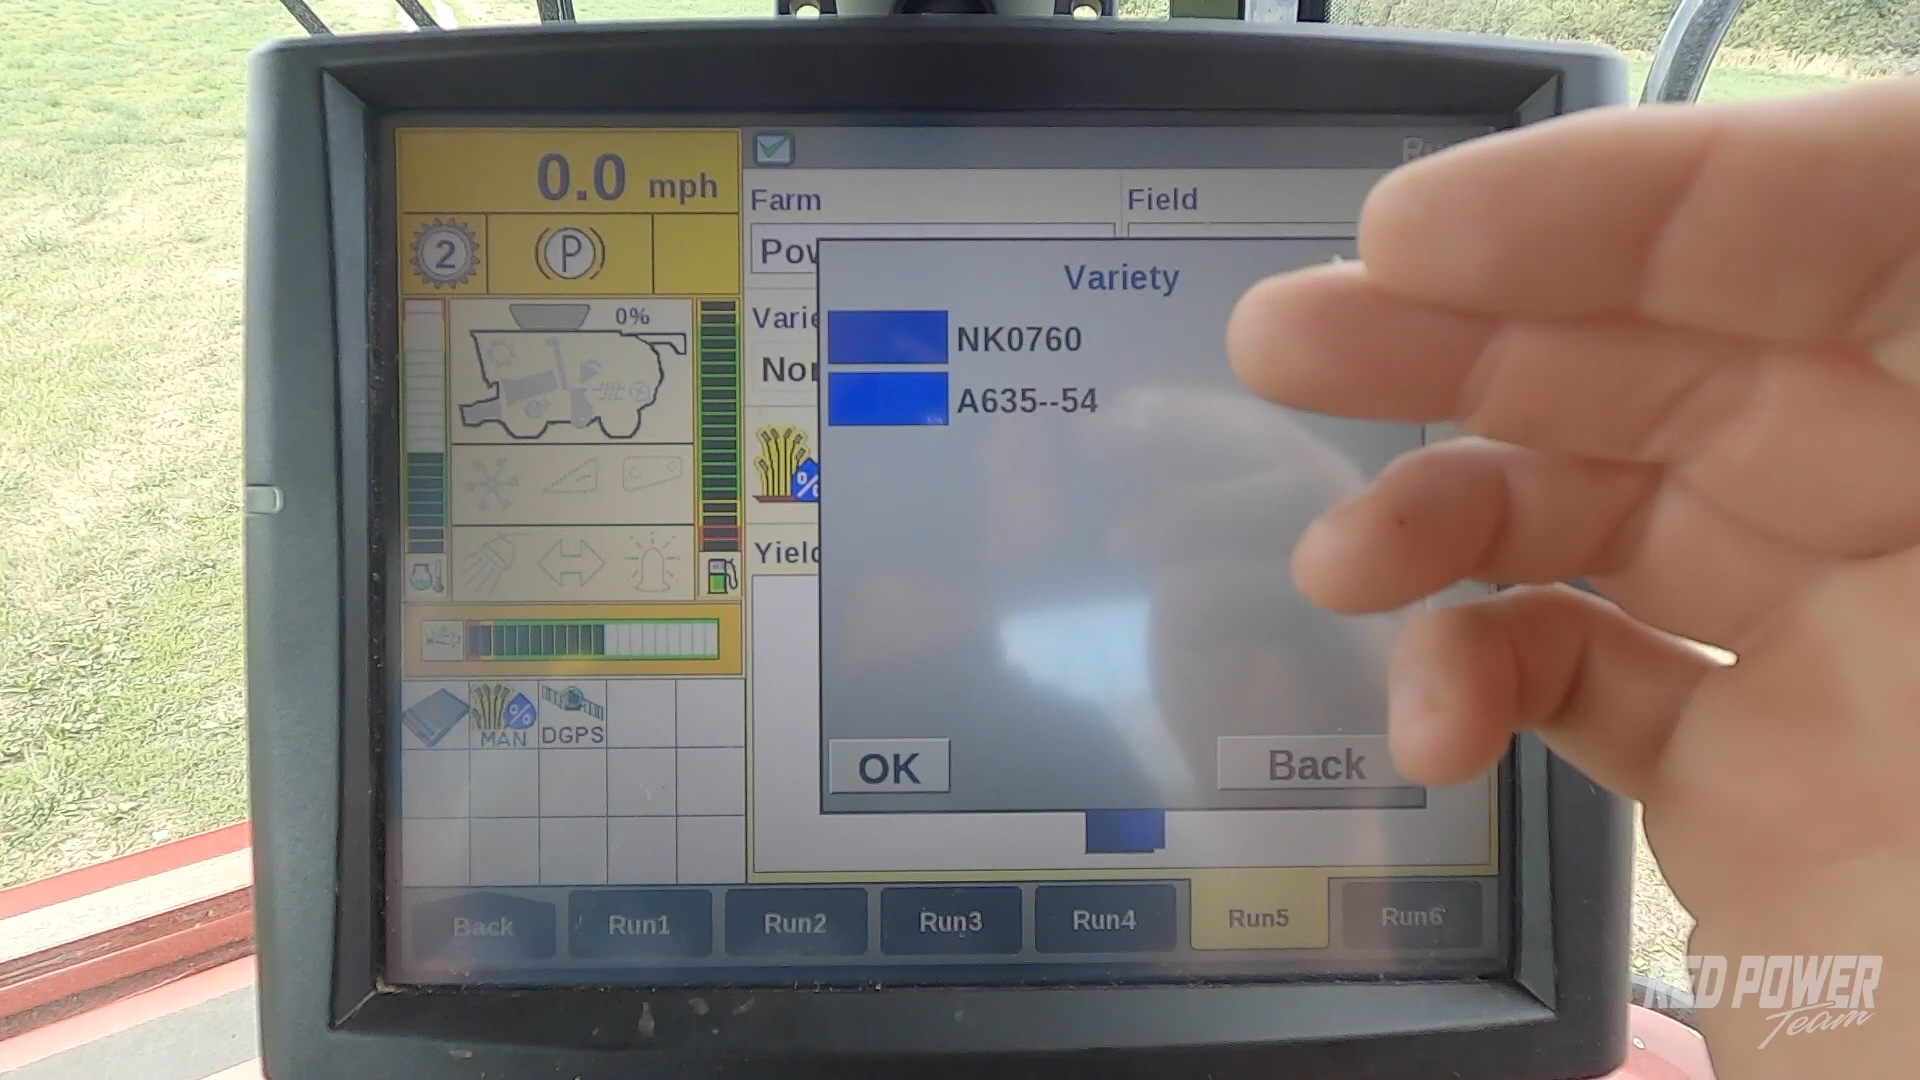 0.0 mph
Farm
Field
2
P
Variety
0%
NK0760
A635--54
%
MAN
DGPS
OK
Back
Back
Run1
Run2
Run3
Run4
Run5
Run6
RED POWER
Team